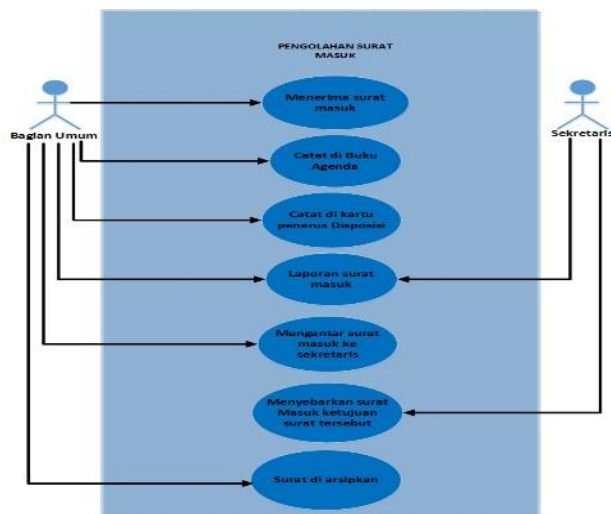 PENGOLAHAN SURAT
MASUK
Menerima surat
masuk
Bagian Umum
Sekretaris
Catat di Buku
Agenda
Catat di kartu
penerus Disposisi
Laporan surat
masuk
Mengantar surat
masuk ke
sekretaris
Menyebarkan surat
Masuk ketujuan
surat tersebut
Surat di arsipkan